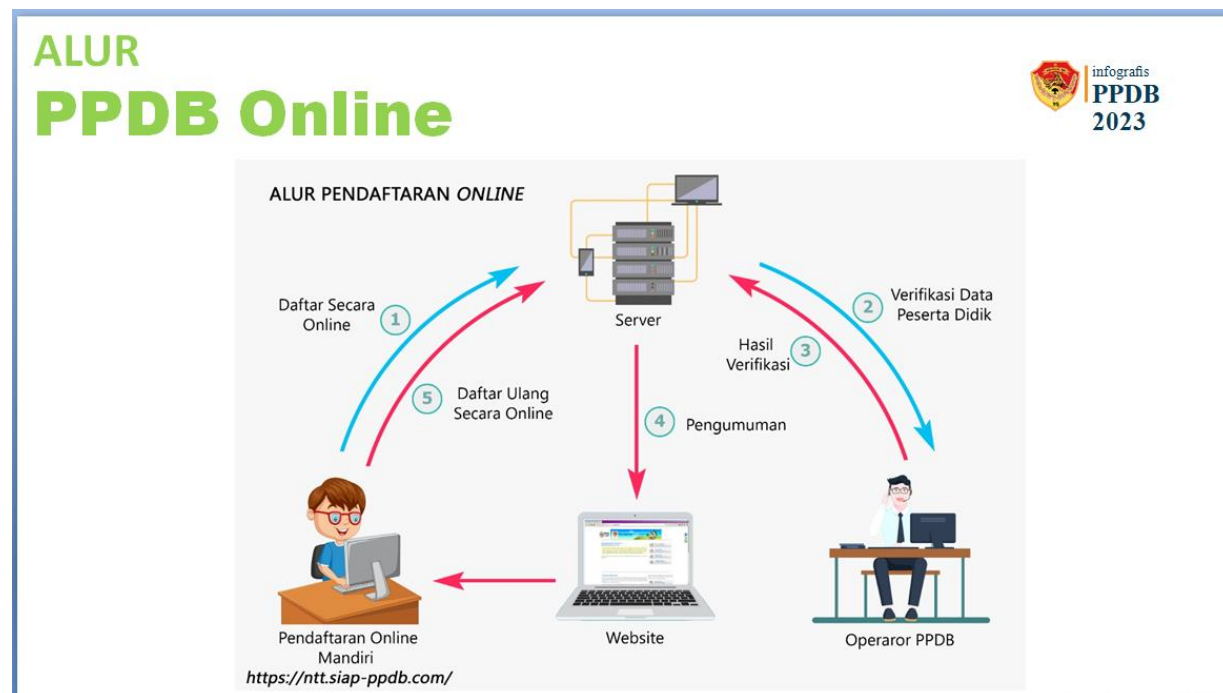 ALUR
PPDB Online
infografis
PPDB
2023
ALUR PENDAFTARAN ONLINE
Daftar Secara
Online
1
Server
2
Verifikasi Data
Peserta Didik
Hasil
Verifikasi
3
5
Daftar Ulang
Secara Online
4
Pengumuman
Pendaftaran Online
Mandiri
https://ntt.siap-ppdb.com/
Website
Operaror PPDB